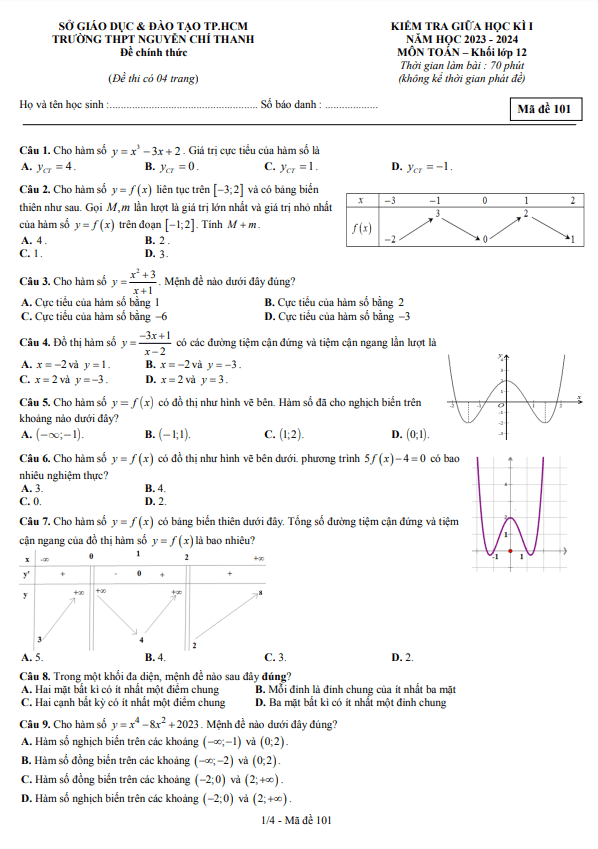 SỞ GIÁO DỤC & ĐÀO TẠO TP.HCM
TRƯỜNG THPT NGUYỄN CHÍ THANH
Đề chính thức
(Đề thi có 04 trang)
KIỂM TRA GIỮA HỌC KÌ I
NĂM HỌC 2023 - 2024
MÔN TOÁN – Khối lớp 12
Thời gian làm bài : 70 phút
(không kể thời gian phát đề)
Họ và tên học sinh :..................................................... Số báo danh : ...................
Mã đề 101
Câu 1. Cho hàm số y = x³ − 3x + 2 . Giá trị cực tiểu của hàm số là
A. y_CT = 4 . B. y_CT = 0 . C. y_CT = 1 . D. y_CT = −1 .
Câu 2. Cho hàm số y = f(x) liên tục trên [−3;2] và có bảng biến
thiên như sau. Gọi M,m lần lượt là giá trị lớn nhất và giá trị nhỏ nhất
của hàm số y = f(x) trên đoạn [−1;2]. Tính M + m .
A. 4 . B. 2 .
C. 1 . D. 3.
x −3 −1 0 1 2
f(x) −2 3 0 2 1
Câu 3. Cho hàm số y = (x² + 3)/(x + 1) . Mệnh đề nào dưới đây đúng?
A. Cực tiểu của hàm số bằng 1 B. Cực tiểu của hàm số bằng 2
C. Cực tiểu của hàm số bằng −6 D. Cực tiểu của hàm số bằng −3
Câu 4. Đồ thị hàm số y = (−3x + 1)/(x − 2) có các đường tiệm cận đứng và tiệm cận ngang lần lượt là
A. x = −2 và y = 1 . B. x = −2 và y = −3 .
C. x = 2 và y = −3 . D. x = 2 và y = 3 .
Câu 5. Cho hàm số y = f(x) có đồ thị như hình vẽ bên. Hàm số đã cho nghịch biến trên
khoảng nào dưới đây?
A. (−∞;−1). B. (−1;1). C. (1;2). D. (0;1).
Câu 6. Cho hàm số y = f(x) có đồ thị như hình vẽ bên dưới. phương trình 5f(x) − 4 = 0 có bao
nhiêu nghiệm thực?
A. 3. B. 4.
C. 0. D. 2.
2
1
-1 1
Câu 7. Cho hàm số y = f(x) có bảng biến thiên dưới đây. Tổng số đường tiệm cận đứng và tiệm
cận ngang của đồ thị hàm số y = f(x) là bao nhiêu?
x -∞ 0 1 2 +∞
y' + - 0 + +
y 3 +∞ +∞ 4 +∞ 2 8
A. 5. B. 4. C. 3. D. 2.
Câu 8. Trong một khối đa diện, mệnh đề nào sau đây đúng?
A. Hai mặt bất kì có ít nhất một điểm chung B. Mỗi đỉnh là đỉnh chung của ít nhất ba mặt
C. Hai cạnh bất kỳ có ít nhất một điểm chung D. Ba mặt bất kì có ít nhất một đỉnh chung
Câu 9. Cho hàm số y = x⁴ − 8x² + 2023 . Mệnh đề nào dưới đây đúng?
A. Hàm số nghịch biến trên các khoảng (−∞;−1) và (0;2).
B. Hàm số đồng biến trên các khoảng (−∞;−2) và (0;2).
C. Hàm số đồng biến trên các khoảng (−2;0) và (2;+∞).
D. Hàm số nghịch biến trên các khoảng (−2;0) và (2;+∞).
1/4 - Mã đề 101